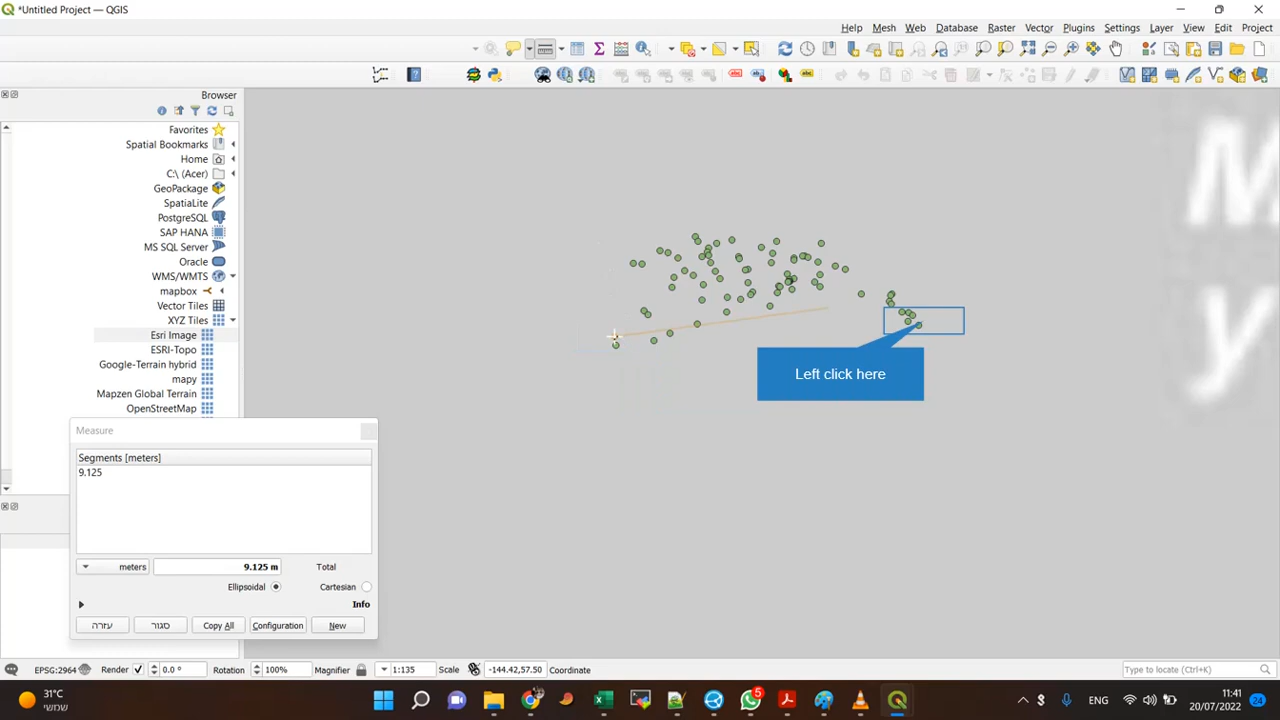 *Untitled Project — QGIS
Help Mesh Web Database Raster Vector Plugins Settings Layer View Edit Project
Browser
Favorites
Spatial Bookmarks
Home
C:\ (Acer)
GeoPackage
SpatiaLite
PostgreSQL
SAP HANA
MS SQL Server
Oracle
WMS/WMTS
mapbox
Vector Tiles
XYZ Tiles
Esri Image
ESRI-Topo
Google-Terrain hybrid
mapy
Mapzen Global Terrain
OpenStreetMap
M
y
Left click here
Measure
Segments [meters]
9.125
meters 9.125 m Total
Ellipsoidal Cartesian
Info
עזרה סגור Copy All Configuration New
EPSG:2964 Render 0.0 ° Rotation 100% Magnifier 1:135 Scale -144.42,57.50 Coordinate Type to locate (Ctrl+K)
31°C
שמשי
5
ENG
11:41
20/07/2022
24